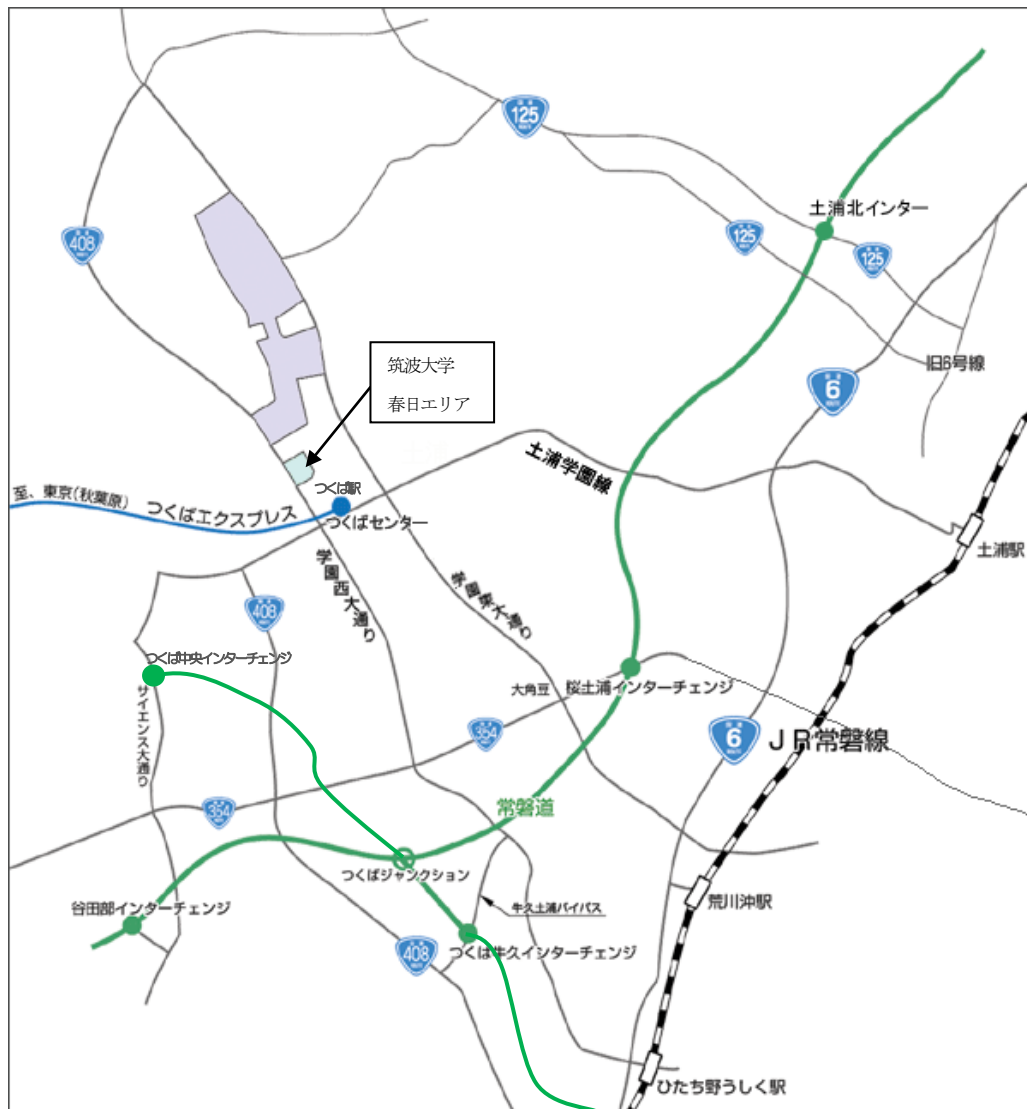 125
土浦北インター
408
125
125
旧6号線
6
筑波大学
春日エリア
土浦学園線
つくば駅
至、東京(秋葉原)
つくばエクスプレス
つくばセンター
土浦駅
学園西大通り
学園東大通り
408
つくば中央インターチェンジ
大角豆
桜土浦インターチェンジ
サイエンス大通り
354
6
JR常磐線
354
常磐道
つくばジャンクション
谷田部インターチェンジ
牛久土浦バイパス
荒川沖駅
408
つくば牛久インターチェンジ
ひたち野うしく駅